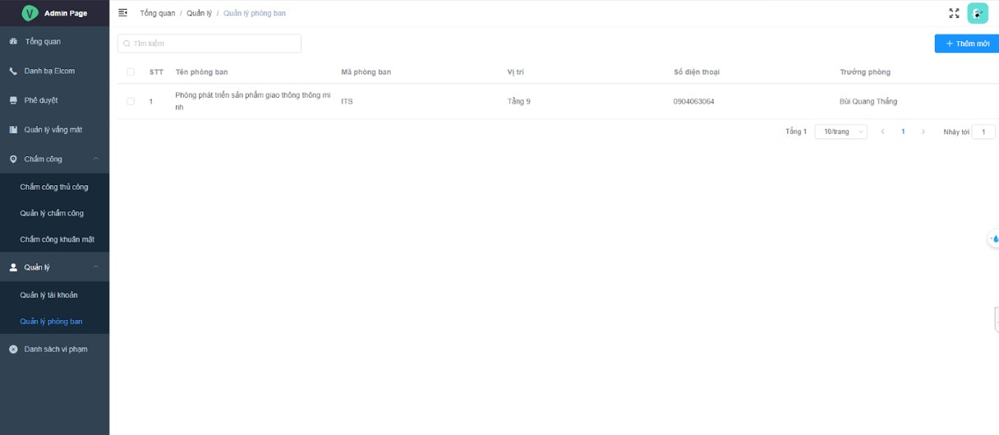 Admin Page
Tổng quan / Quản lý / Quản lý phòng ban
Tổng quan
Danh bạ Elcom
Phê duyệt
Quản lý vắng mặt
Chấm công
Chấm công thủ công
Quản lý chấm công
Chấm công khuân mặt
Quản lý
Quản lý tài khoản
Quản lý phòng ban
Danh sách vi phạm
Tìm kiếm
+ Thêm mới
STT Tên phòng ban Mã phòng ban Vị trí Số điện thoại Trưởng phòng
1 Phòng phát triển sản phẩm giao thông thông mi ITS Tầng 9 0904063064 Bùi Quang Thắng
nh
Tổng 1 10/trang < 1 > Nhảy tới 1